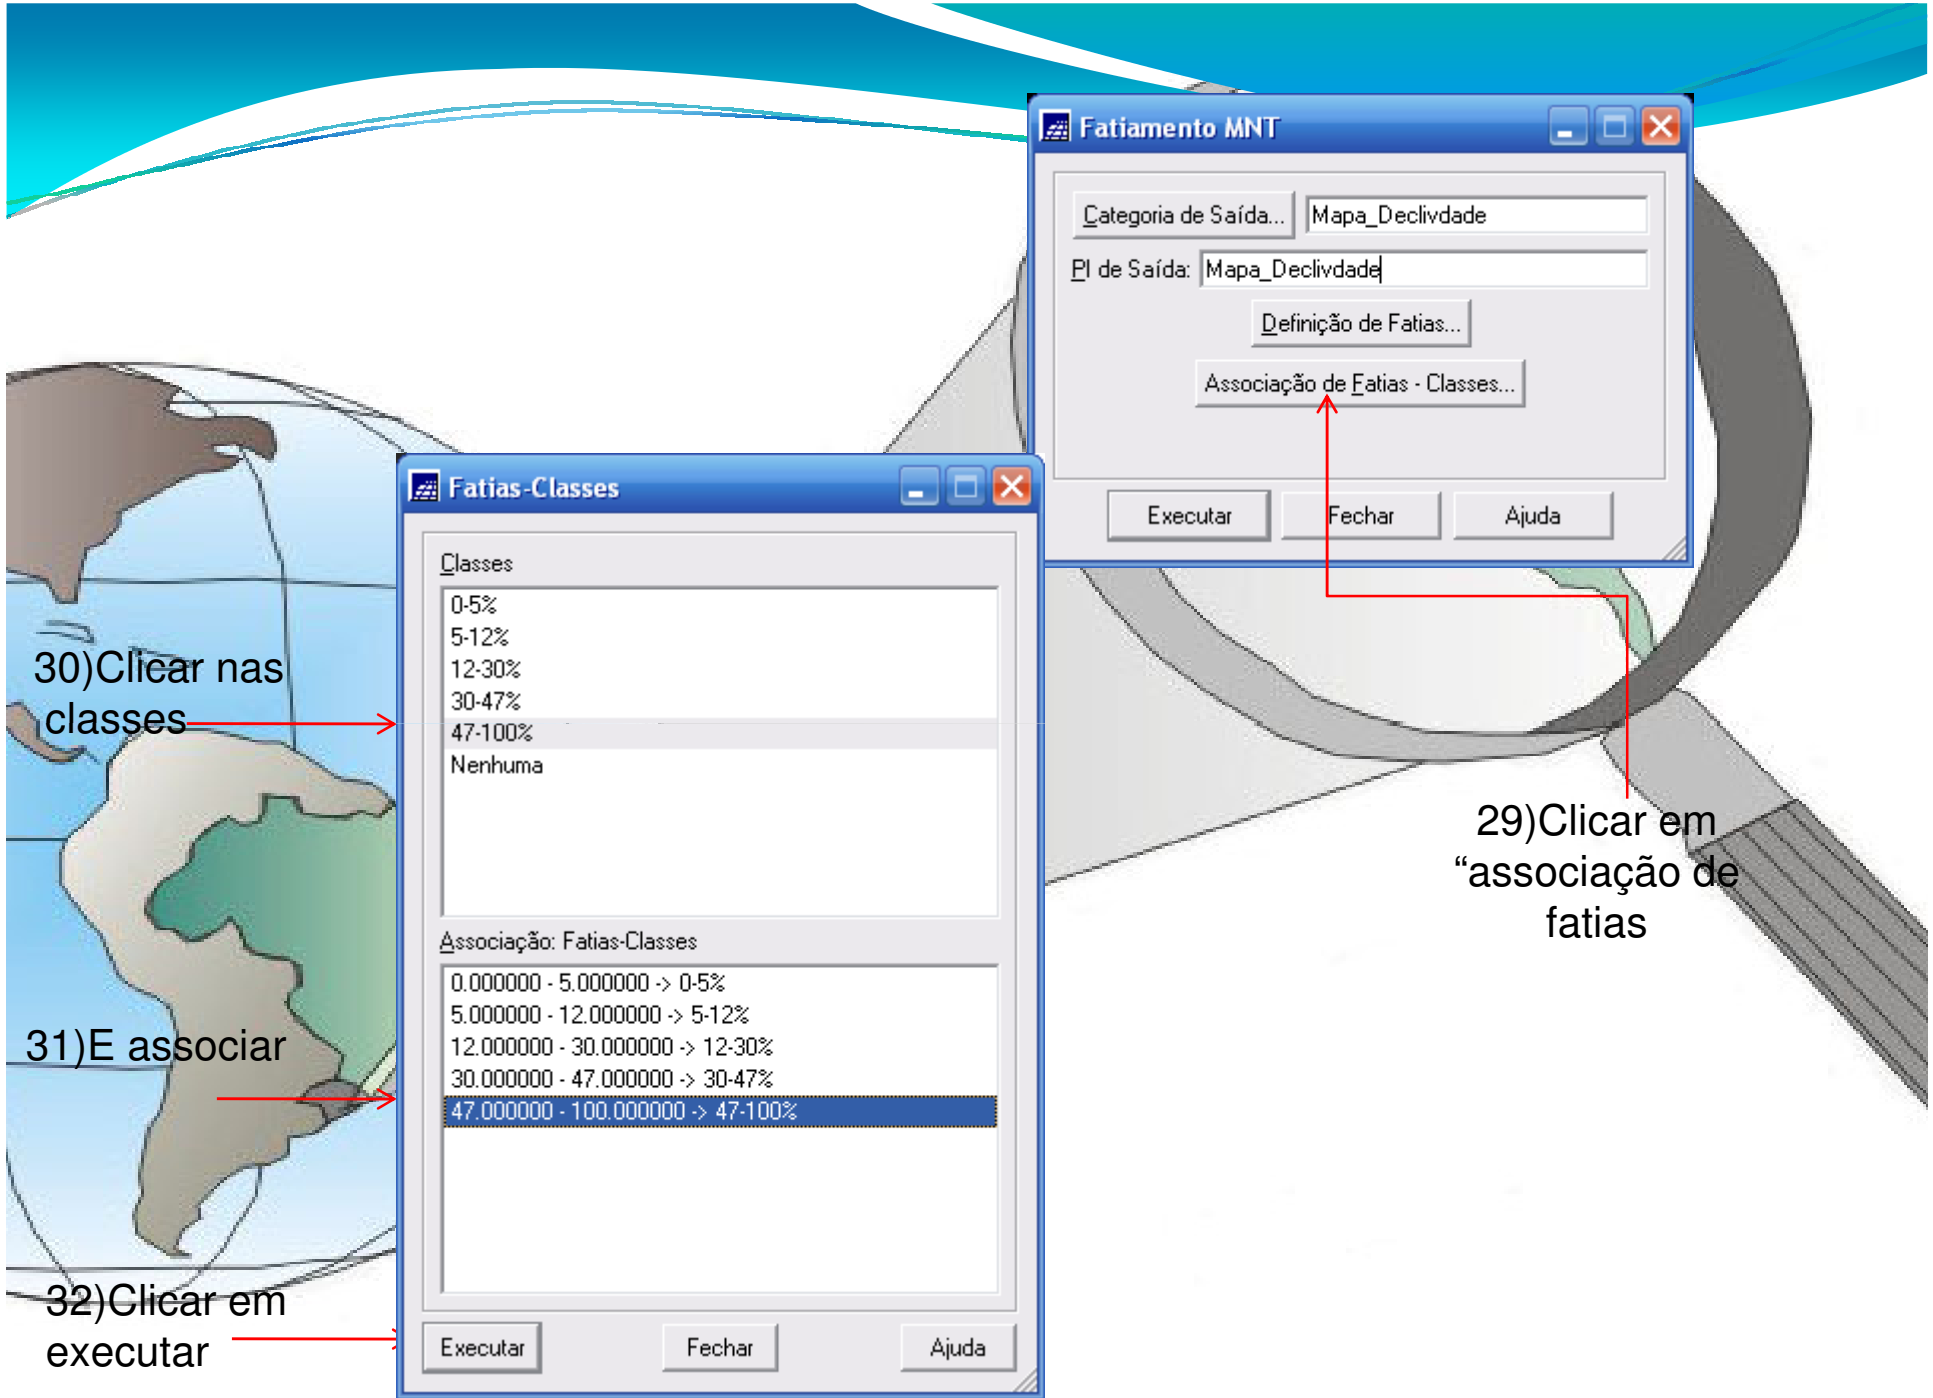 Fatiamento MNT
Categoria de Saída... Mapa_Declivdade
PI de Saída: Mapa_Declivdade
Definição de Fatias...
Associação de Fatias - Classes...
Executar Fechar Ajuda
29)Clicar em
“associação de
fatias
Fatias-Classes
Classes
0-5%
5-12%
12-30%
30-47%
47-100%
Nenhuma
30)Clicar nas
classes
Associação: Fatias-Classes
0.000000 - 5.000000 -> 0-5%
5.000000 - 12.000000 -> 5-12%
12.000000 - 30.000000 -> 12-30%
30.000000 - 47.000000 -> 30-47%
47.000000 - 100.000000 -> 47-100%
31)E associar
32)Clicar em
executar
Executar Fechar Ajuda